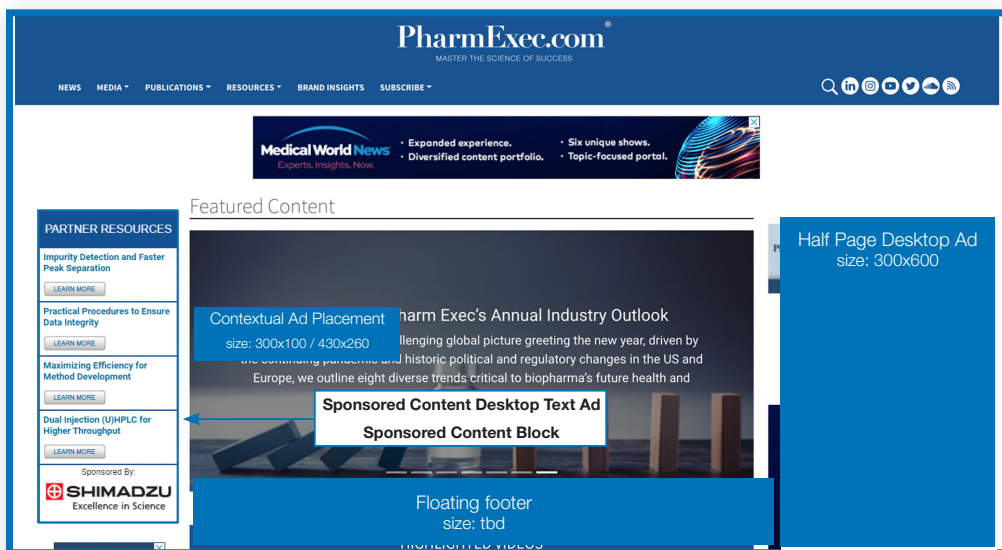 PharmExec.com®
MASTER THE SCIENCE OF SUCCESS
NEWS MEDIA PUBLICATIONS RESOURCES BRAND INSIGHTS SUBSCRIBE
Medical World News
Experts. Insights. Now.
· Expanded experience.
· Diversified content portfolio.
· Six unique shows.
· Topic-focused portal.
Featured Content
PARTNER RESOURCES
Impurity Detection and Faster
Peak Separation
LEARN MORE
Practical Procedures to Ensure
Data Integrity
LEARN MORE
Maximizing Efficiency for
Method Development
LEARN MORE
Dual Injection (U)HPLC for
Higher Throughput
LEARN MORE
Sponsored By:
SHIMADZU
Excellence in Science
Contextual Ad Placement
size: 300x100 / 430x260
harm Exec's Annual Industry Outlook
llenging global picture greeting the new year, driven by
the continuing pandemic and historic political and regulatory changes in the US and
Europe, we outline eight diverse trends critical to biopharma's future health and
Sponsored Content Desktop Text Ad
Sponsored Content Block
Half Page Desktop Ad
size: 300x600
Floating footer
size: tbd
HIGHLIGHTED VIDEOS